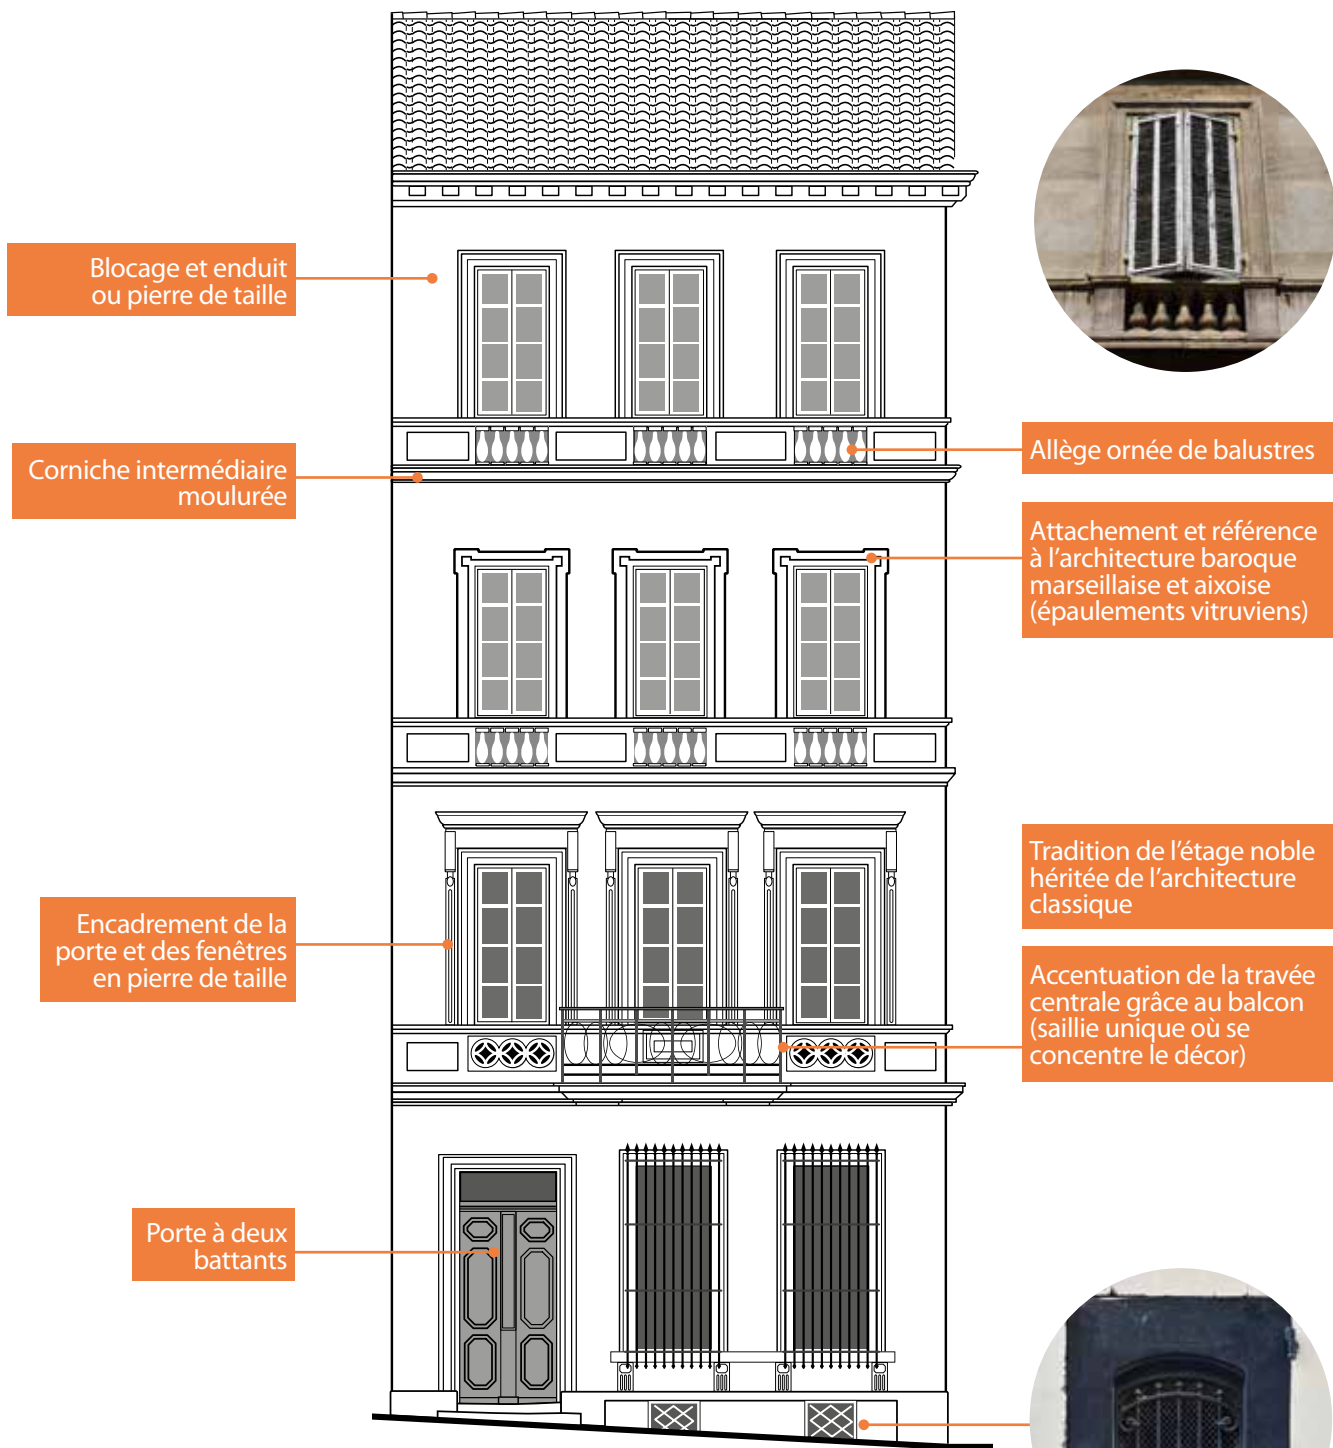 Blocage et enduit
ou pierre de taille
Corniche intermédiaire
moulurée
Allège ornée de balustres
Attachement et référence
à l’architecture baroque
marseillaise et aixoise
(épaulements vitruviens)
Tradition de l’étage noble
héritée de l’architecture
classique
Encadrement de la
porte et des fenêtres
en pierre de taille
Accentuation de la travée
centrale grâce au balcon
(saillie unique où se
concentre le décor)
Porte à deux
battants